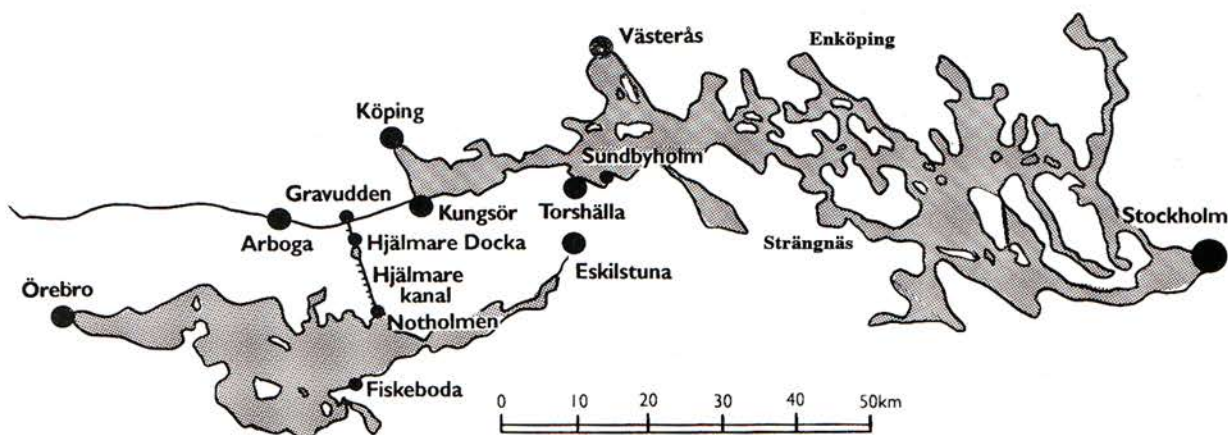 Västerås
Enköping
Köping
Sundbyholm
Gravudden
Kungsör
Torshälla
Stockholm
Arboga
Hjälmare Docka
Strängnäs
Eskilstuna
Hjälmare
kanal
Örebro
Notholmen
Fiskeboda
0 10 20 30 40 50km